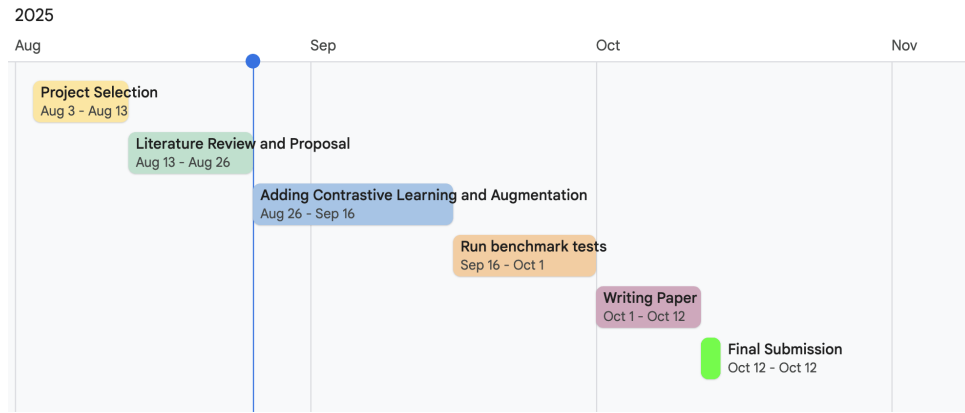 2025
Aug Sep Oct Nov
Project Selection
Aug 3 - Aug 13
Literature Review and Proposal
Aug 13 - Aug 26
Adding Contrastive Learning and Augmentation
Aug 26 - Sep 16
Run benchmark tests
Sep 16 - Oct 1
Writing Paper
Oct 1 - Oct 12
Final Submission
Oct 12 - Oct 12